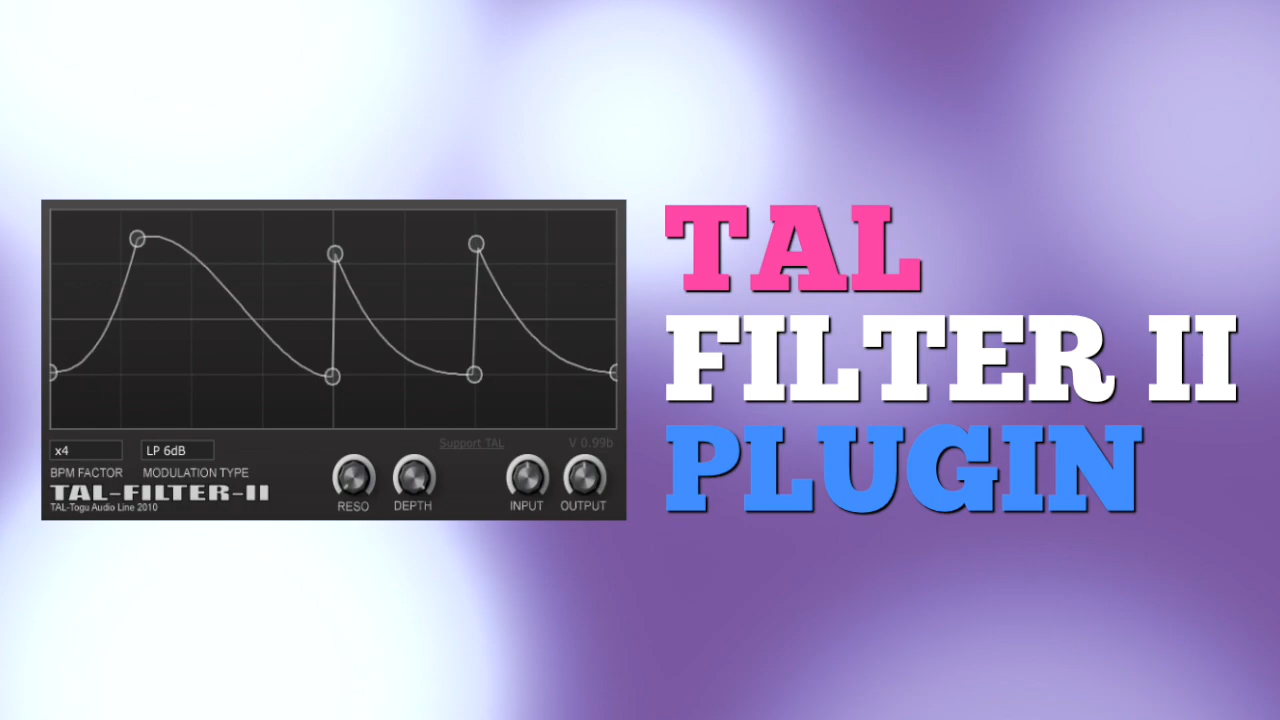 TAL
FILTER II
PLUGIN
Support TAL
V 0.99b
x4
LP 6dB
BPM FACTOR
MODULATION TYPE
TAL-FILTER-II
TAL-Togu Audio Line 2010
RESO
DEPTH
INPUT
OUTPUT